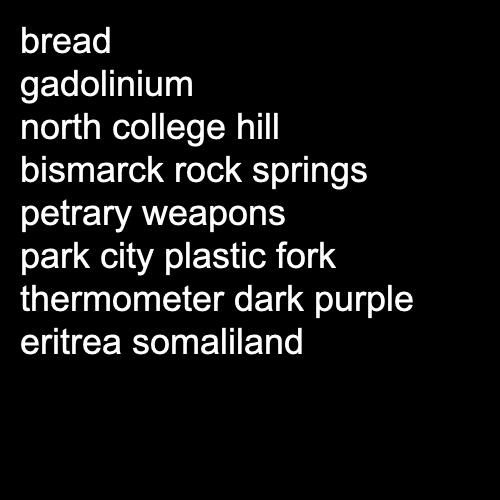 bread
gadolinium
north college hill
bismarck rock springs
petrary weapons
park city plastic fork
thermometer dark purple
eritrea somaliland